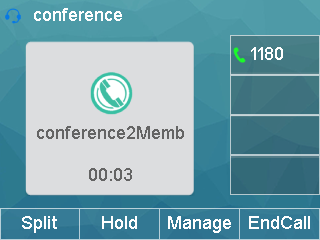 conference
1180
conference2Memb
00:03
Split Hold Manage EndCall